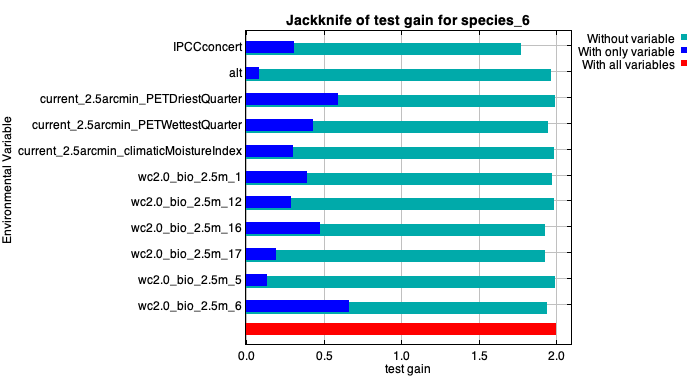 Jackknife of test gain for species_6
Without variable
With only variable
With all variables
Environmental Variable
IPCCconcert
alt
current_2.5arcmin_PETDriestQuarter
current_2.5arcmin_PETWettestQuarter
current_2.5arcmin_climaticMoistureIndex
wc2.0_bio_2.5m_1
wc2.0_bio_2.5m_12
wc2.0_bio_2.5m_16
wc2.0_bio_2.5m_17
wc2.0_bio_2.5m_5
wc2.0_bio_2.5m_6
0.0 0.5 1.0 1.5 2.0
test gain